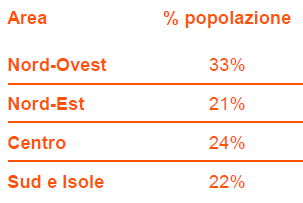 Area % popolazione
Nord-Ovest 33%
Nord-Est 21%
Centro 24%
Sud e Isole 22%